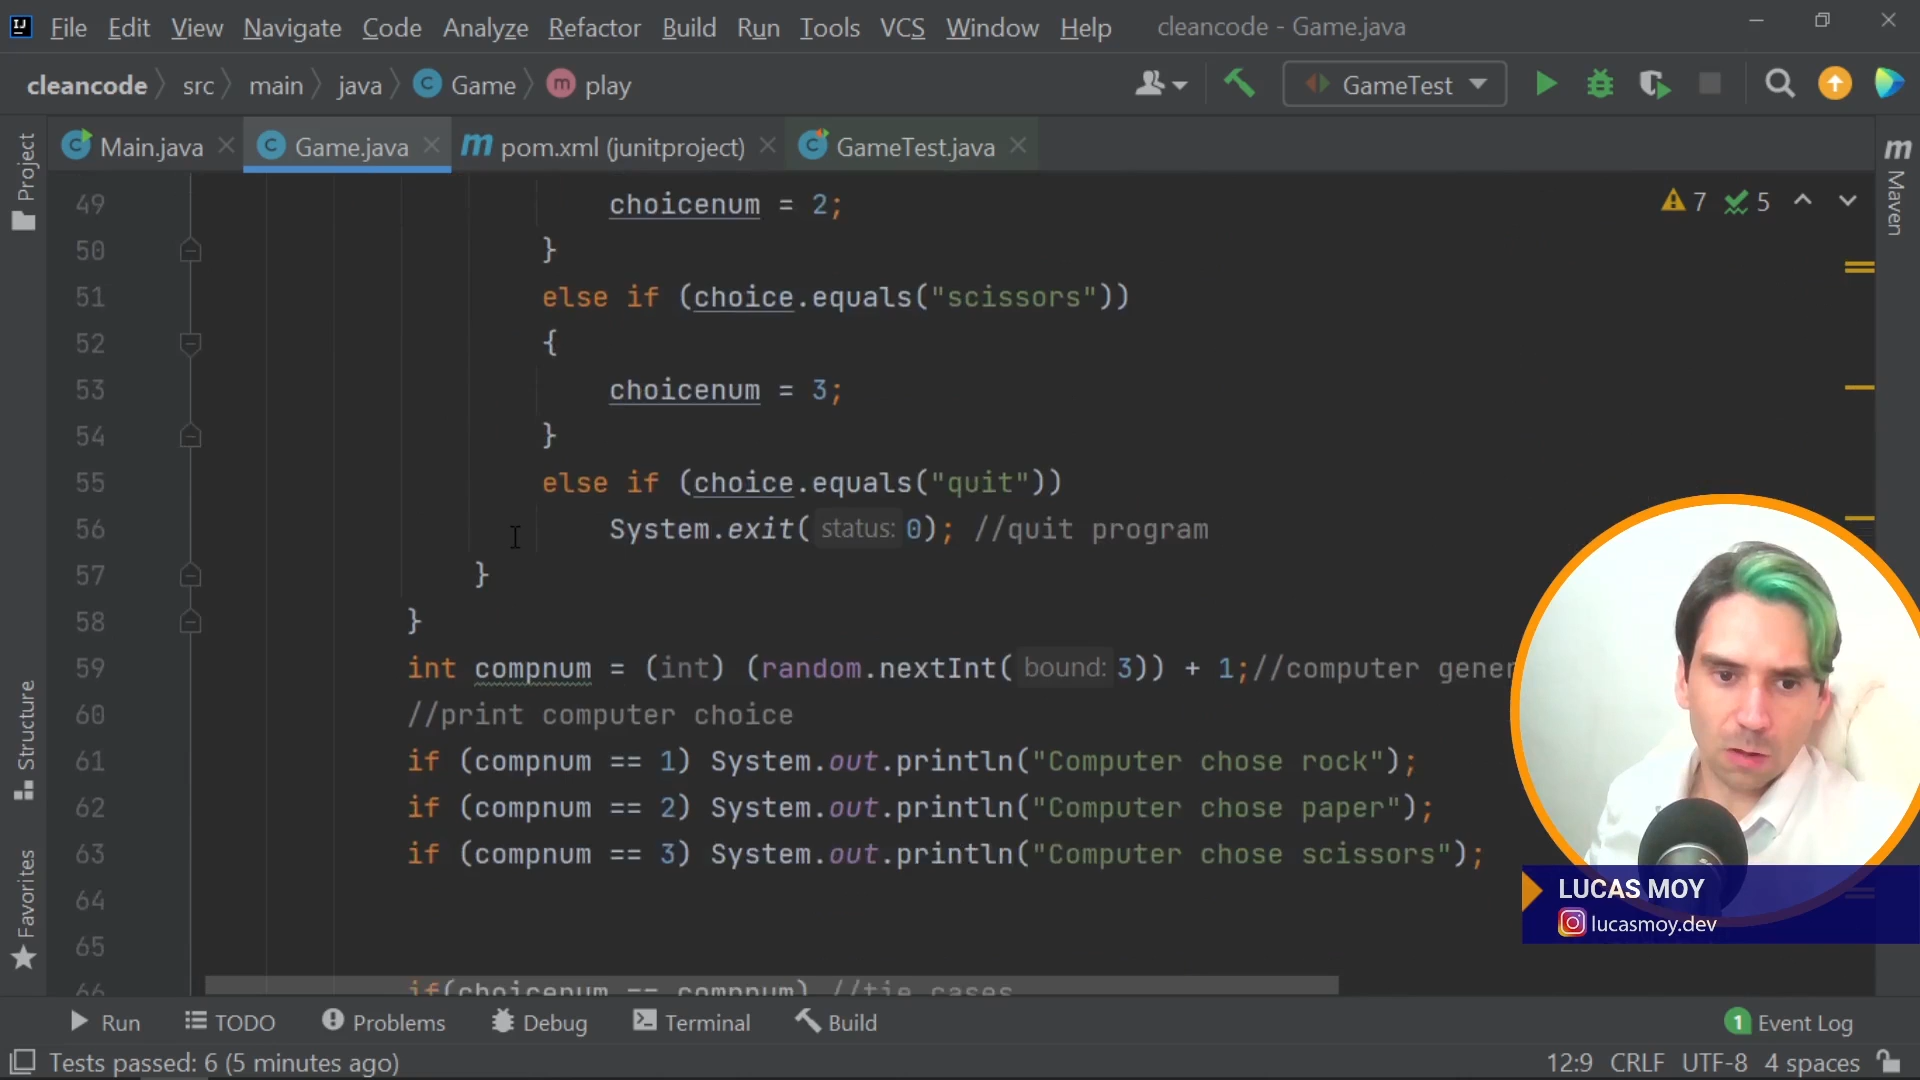 File Edit View Navigate Code Analyze Refactor Build Run Tools VCS Window Help cleancode - Game.java
cleancode src main java Game play GameTest
Main.java Game.java pom.xml (junitproject) GameTest.java
Project
Structure
Favorites
Maven
7 5
49 choicenum = 2;
50 }
51 else if (choice.equals("scissors"))
52 {
53 choicenum = 3;
54 }
55 else if (choice.equals("quit"))
56 System.exit( status: 0); //quit program
57 }
58 }
59 int compnum = (int) (random.nextInt( bound: 3)) + 1;//computer gener
60 //print computer choice
61 if (compnum == 1) System.out.println("Computer chose rock");
62 if (compnum == 2) System.out.println("Computer chose paper");
63 if (compnum == 3) System.out.println("Computer chose scissors");
64
65
66 if(choicenum == compnum) //tie cases
LUCAS MOY
lucasmoy.dev
Run TODO Problems Debug Terminal Build 1 Event Log
Tests passed: 6 (5 minutes ago) 12:9 CRLF UTF-8 4 spaces